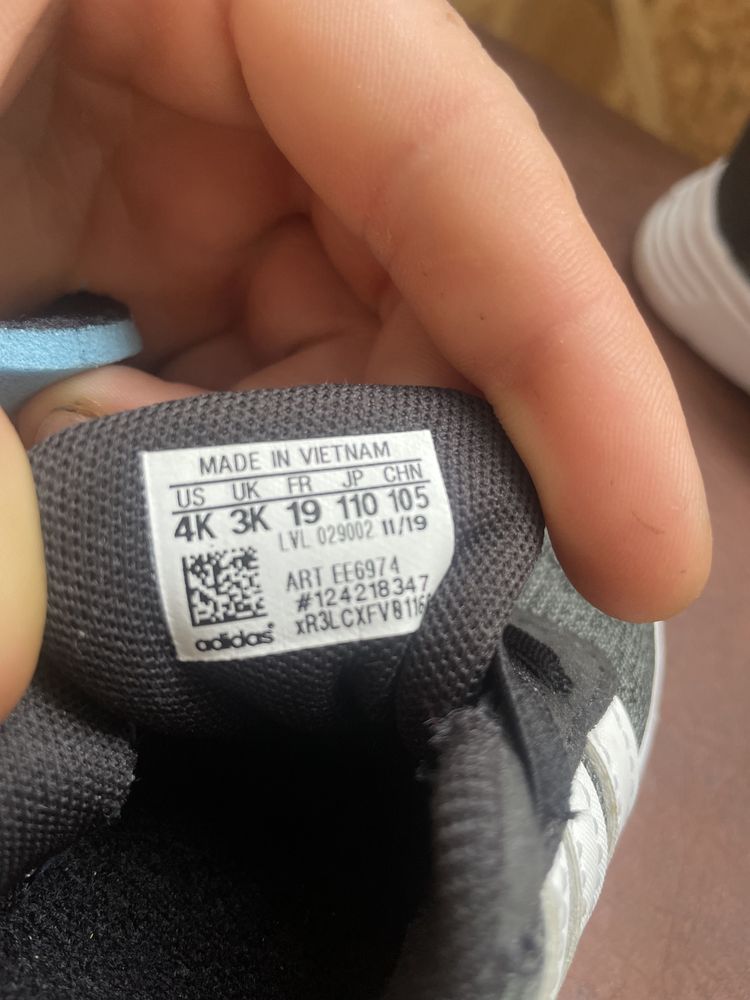 MADE IN VIETNAM
US UK FR JP CHN
4K 3K 19 110 105
LVL 029002 11/19
ART EE6974
#124218347
adidas